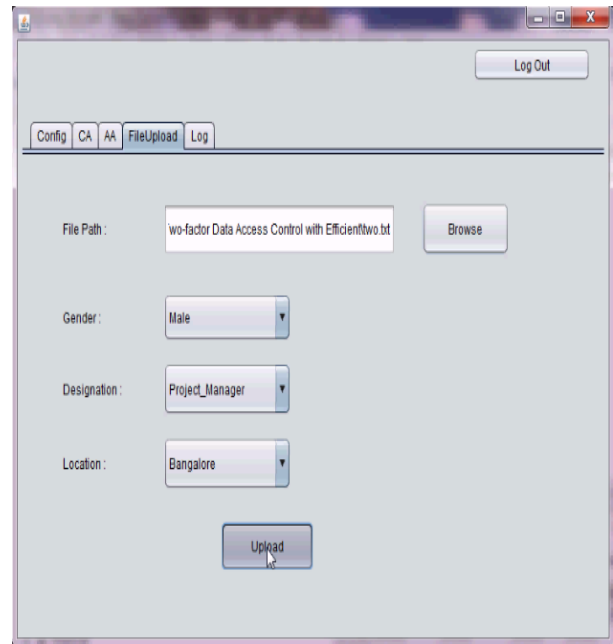 Log Out
Config CA AA FileUpload Log
File Path : wo-factor Data Access Control with Efficient\two.txt Browse
Gender : Male
Designation : Project_Manager
Location : Bangalore
Upload